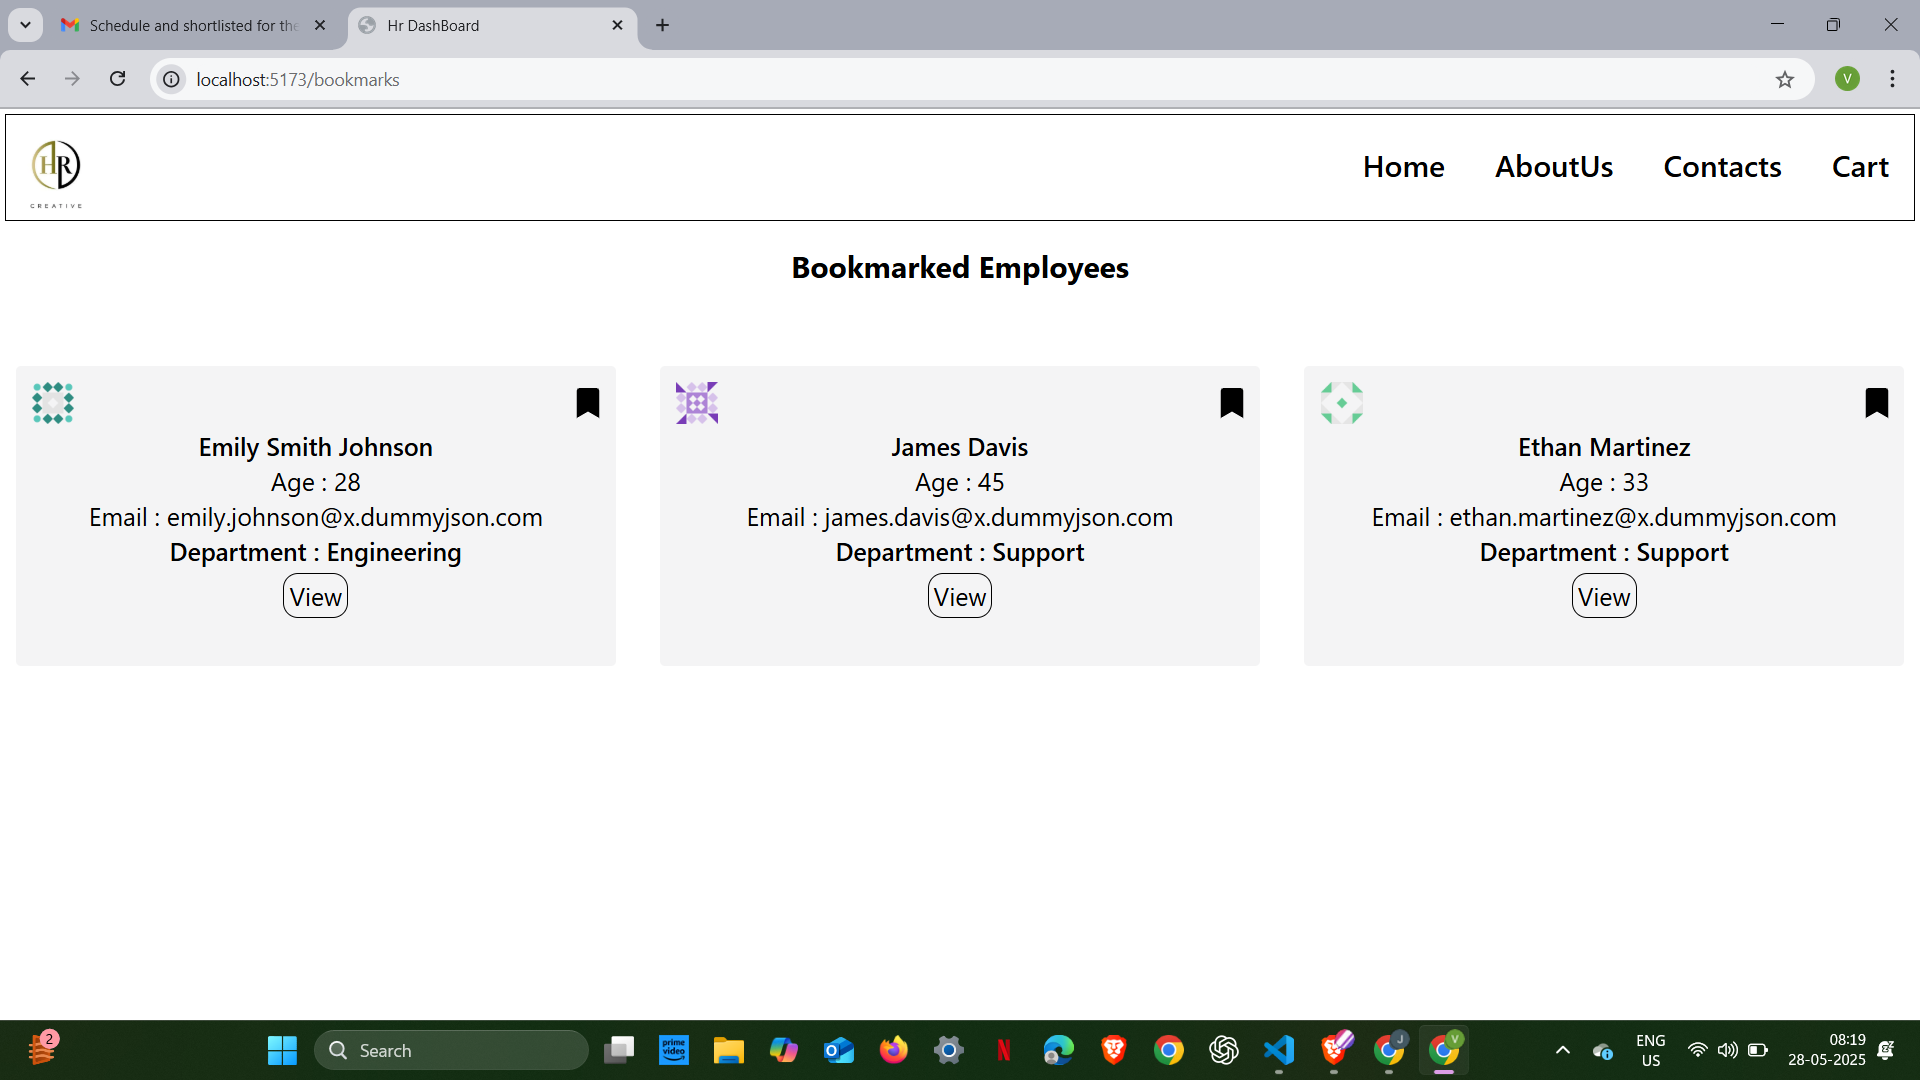 Schedule and shortlisted for the
Hr DashBoard
localhost:5173/bookmarks
V
HR
CREATIVE
Home AboutUs Contacts Cart
Bookmarked Employees
Emily Smith Johnson
Age : 28
Email : emily.johnson@x.dummyjson.com
Department : Engineering
View
James Davis
Age : 45
Email : james.davis@x.dummyjson.com
Department : Support
View
Ethan Martinez
Age : 33
Email : ethan.martinez@x.dummyjson.com
Department : Support
View
2
Search
prime
video
J
V
ENG
US
08:19
28-05-2025